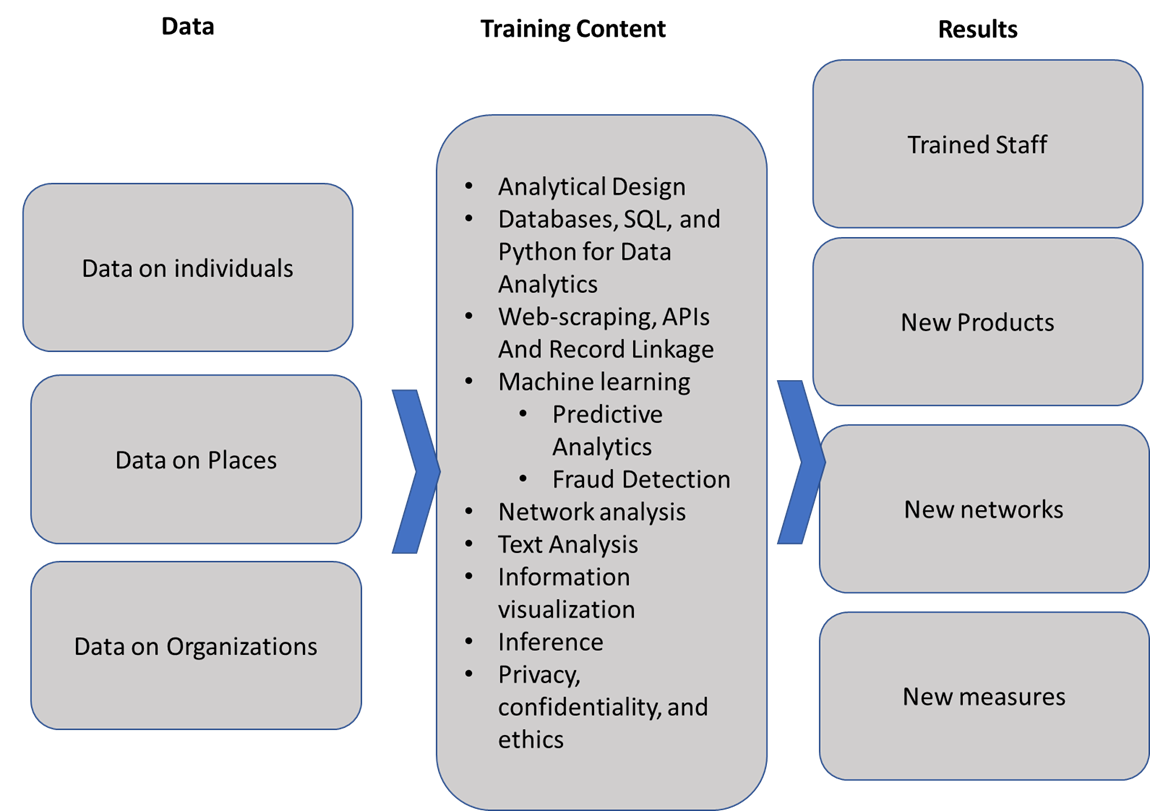 Data
Data on individuals
Data on Places
Data on Organizations
Training Content
• Analytical Design
• Databases, SQL, and
Python for Data
Analytics
• Web-scraping, APIs
And Record Linkage
• Machine learning
• Predictive
Analytics
• Fraud Detection
• Network analysis
• Text Analysis
• Information
visualization
• Inference
• Privacy,
confidentiality, and
ethics
Results
Trained Staff
New Products
New networks
New measures